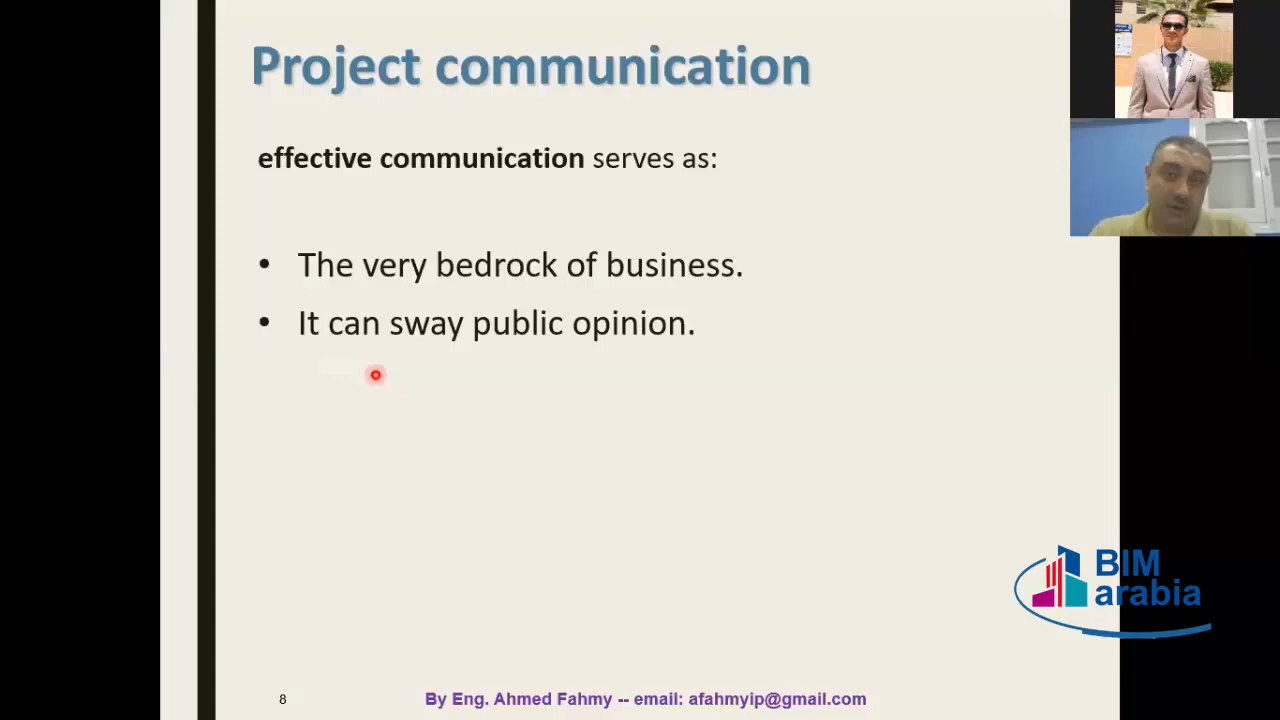 Project communication
effective communication serves as:
• The very bedrock of business.
• It can sway public opinion.
BIM
arabia
8
By Eng. Ahmed Fahmy -- email: afahmyip@gmail.com